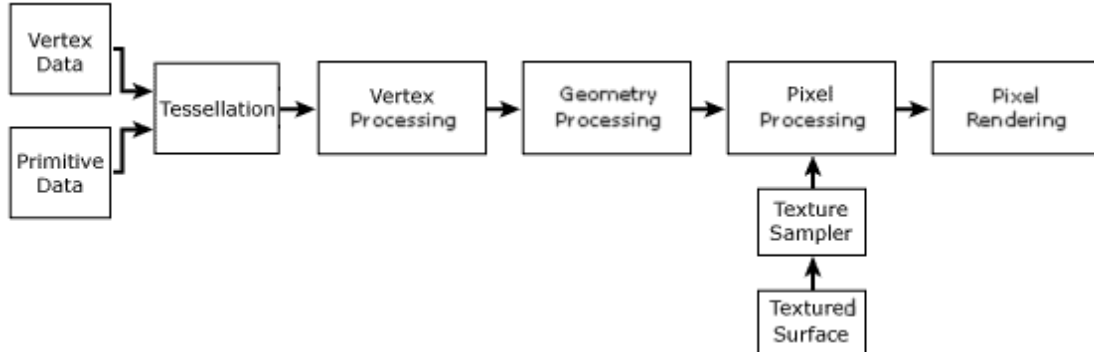 Vertex
Data
Primitive
Data
Tessellation
Vertex
Processing
Geometry
Processing
Pixel
Processing
Pixel
Rendering
Texture
Sampler
Textured
Surface